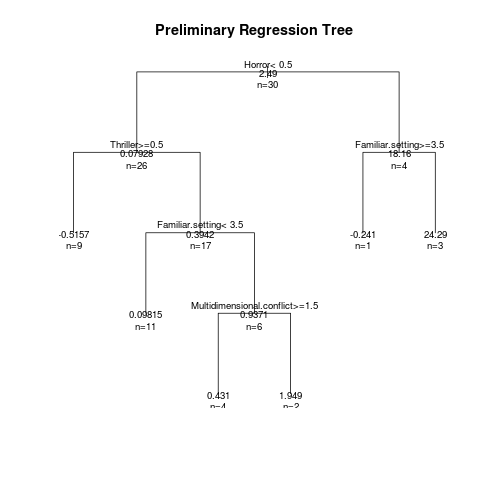 Preliminary Regression Tree
Horror< 0.5
2.49
n=30
Thriller>=0.5
0.07928
n=26
Familiar.setting>=3.5
18.16
n=4
-0.5157
n=9
Familiar.setting< 3.5
0.3942
n=17
-0.241
n=1
24.29
n=3
0.09815
n=11
Multidimensional.conflict>=1.5
0.9371
n=6
0.431
n=4
1.949
n=2